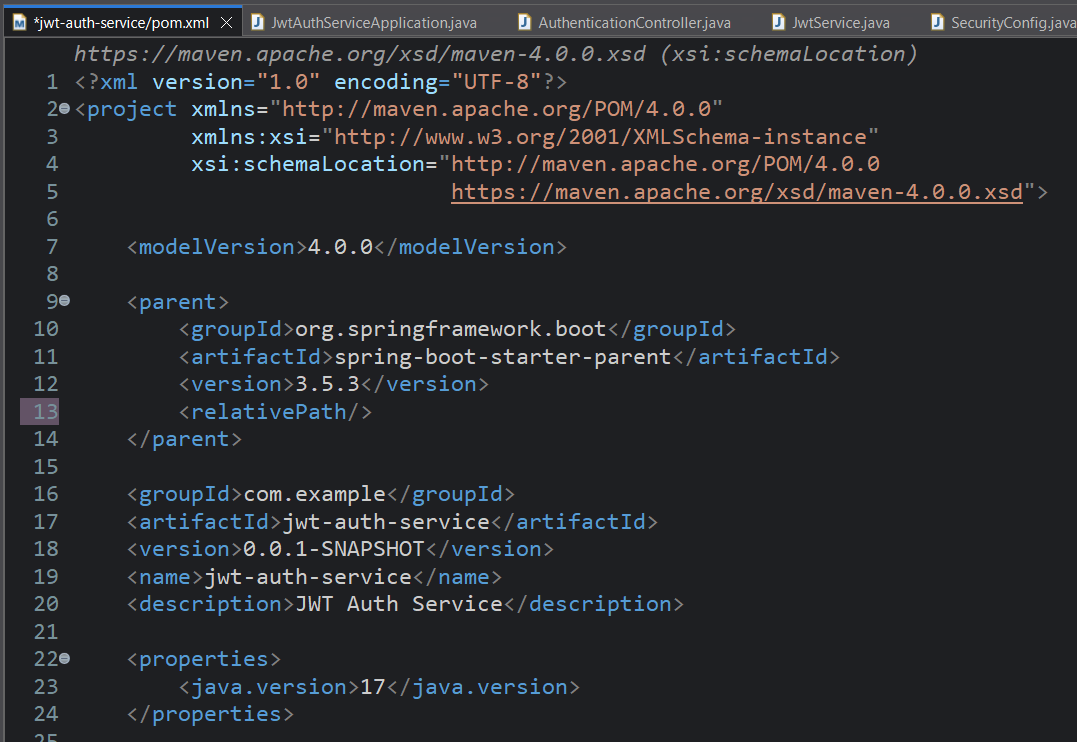 *jwt-auth-service/pom.xml JwtAuthServiceApplication.java AuthenticationController.java JwtService.java SecurityConfig.java
https://maven.apache.org/xsd/maven-4.0.0.xsd (xsi:schemaLocation)
1 <?xml version="1.0" encoding="UTF-8"?>
2 <project xmlns="http://maven.apache.org/POM/4.0.0"
3 xmlns:xsi="http://www.w3.org/2001/XMLSchema-instance"
4 xsi:schemaLocation="http://maven.apache.org/POM/4.0.0
5 https://maven.apache.org/xsd/maven-4.0.0.xsd">
6
7 <modelVersion>4.0.0</modelVersion>
8
9 <parent>
10 <groupId>org.springframework.boot</groupId>
11 <artifactId>spring-boot-starter-parent</artifactId>
12 <version>3.5.3</version>
13 <relativePath/>
14 </parent>
15
16 <groupId>com.example</groupId>
17 <artifactId>jwt-auth-service</artifactId>
18 <version>0.0.1-SNAPSHOT</version>
19 <name>jwt-auth-service</name>
20 <description>JWT Auth Service</description>
21
22 <properties>
23 <java.version>17</java.version>
24 </properties>
25